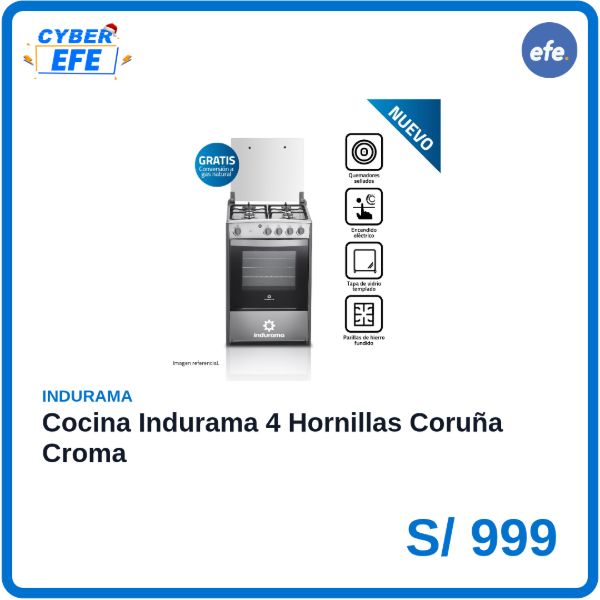 CYBER
EFE
efe.
NUEVO
GRATIS
Conversión a
gas natural
Quemadores
sellados
Encendido
eléctrico
Tapa de vidrio
templado
Parillas de hierro
fundido
indurama
Imagen referencial.
INDURAMA
Cocina Indurama 4 Hornillas Coruña
Croma
S/ 999